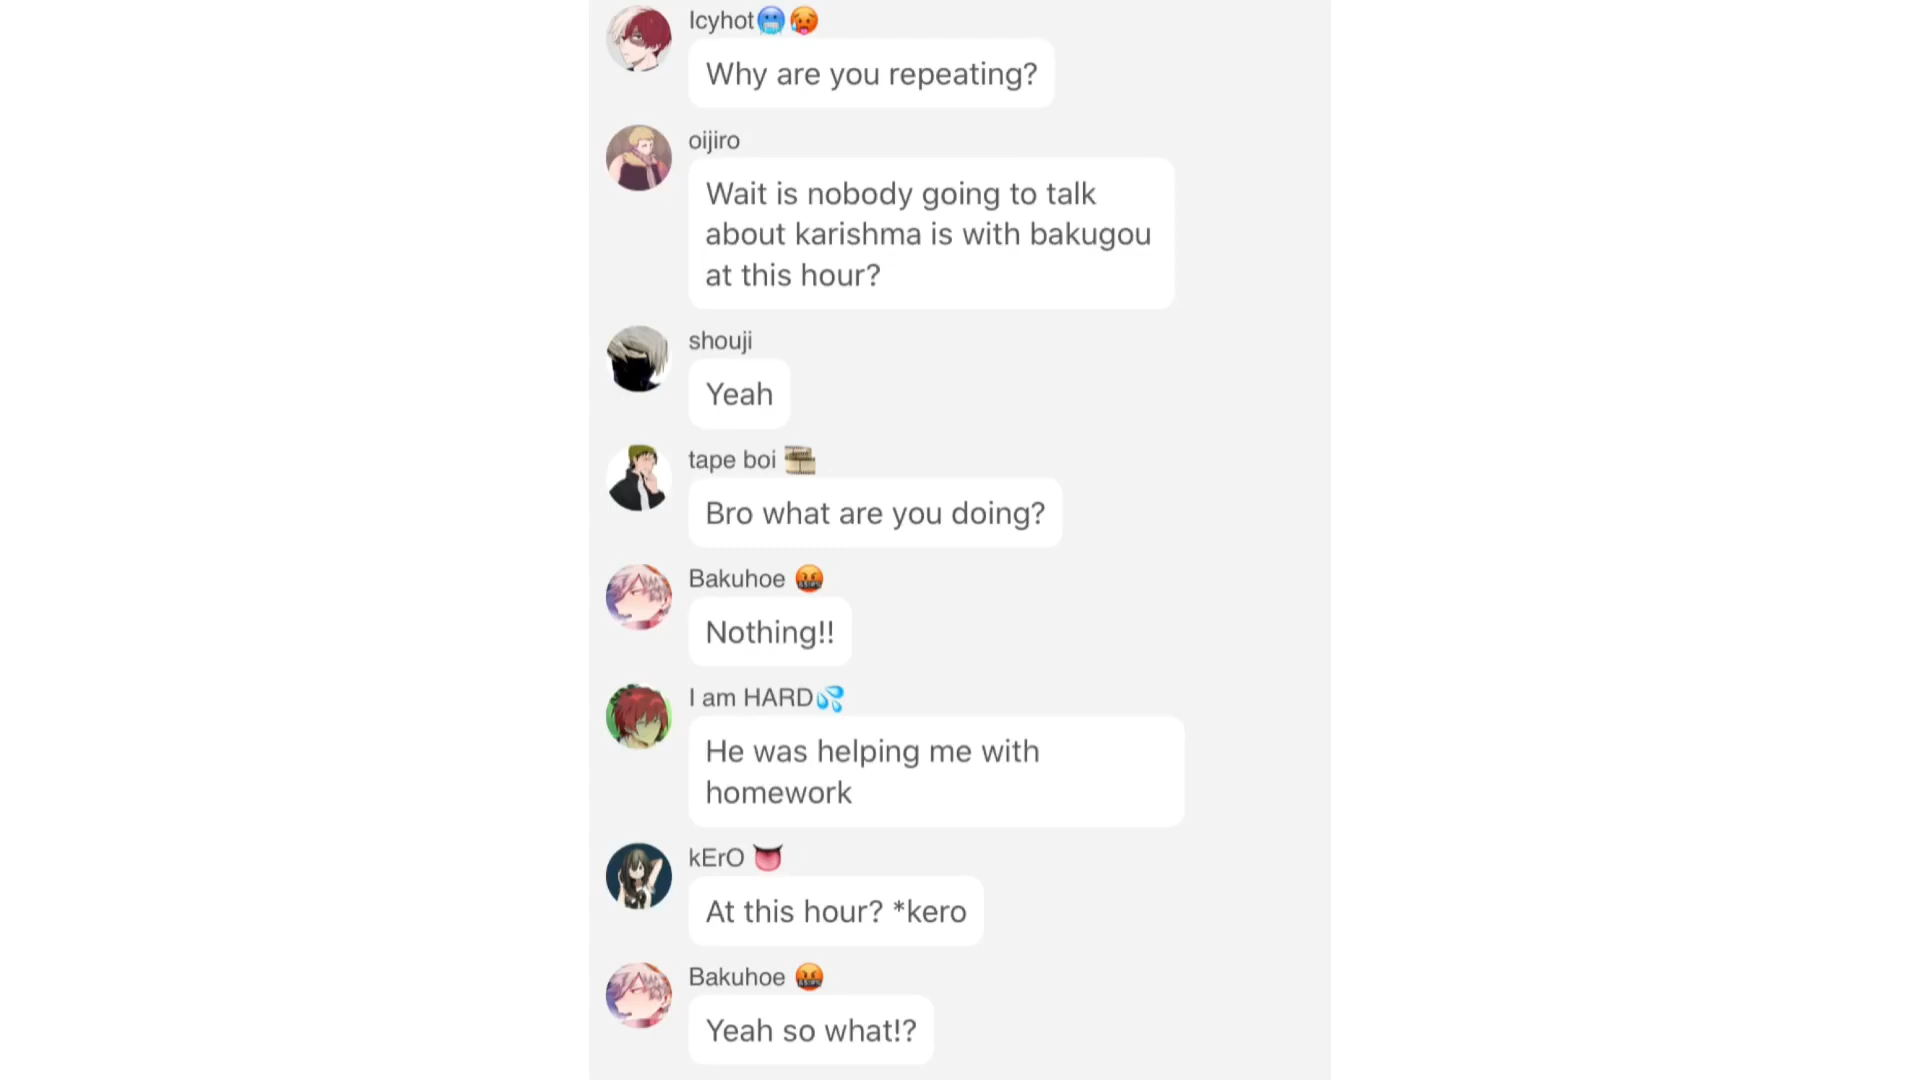 Icyhot🥶🥵
Why are you repeating?
oijiro
Wait is nobody going to talk
about karishma is with bakugou
at this hour?
shouji
Yeah
tape boi 🎞️
Bro what are you doing?
Bakuhoe 🤬
Nothing!!
I am HARD💦
He was helping me with
homework
kErO 👅
At this hour? *kero
Bakuhoe 🤬
Yeah so what!?